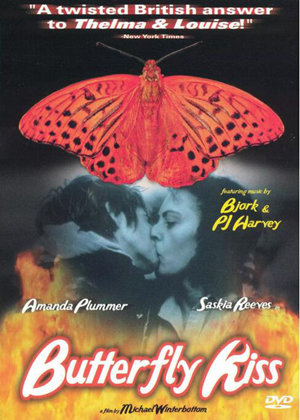 "A twisted British answer
to Thelma & Louise!"
-New York Times
featuring music by
Bjork &
PJ Harvey
Amanda Plummer
Saskia Reeves
Butterfly Kiss
a film by Michael Winterbottom
DVD